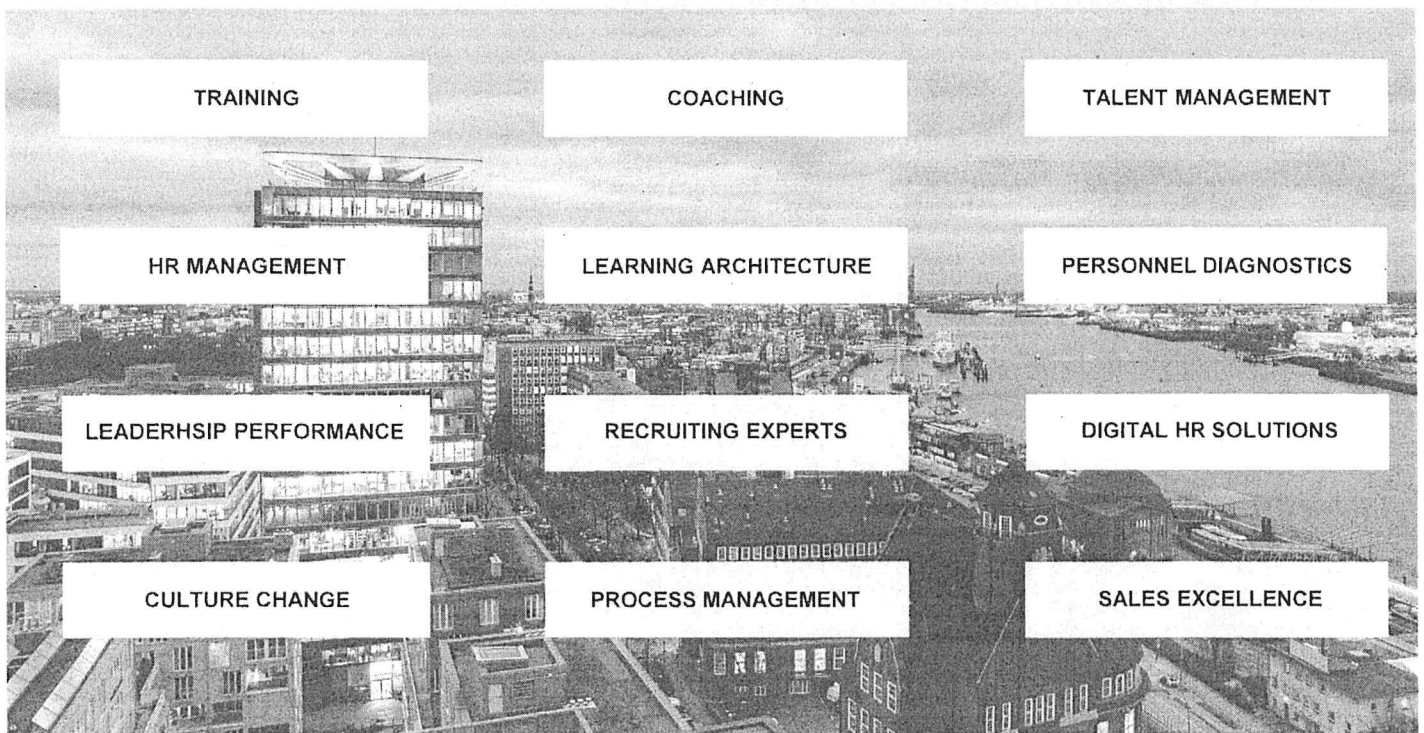 TRAINING
COACHING
TALENT MANAGEMENT
HR MANAGEMENT
LEARNING ARCHITECTURE
PERSONNEL DIAGNOSTICS
LEADERHSIP PERFORMANCE
RECRUITING EXPERTS
DIGITAL HR SOLUTIONS
CULTURE CHANGE
PROCESS MANAGEMENT
SALES EXCELLENCE